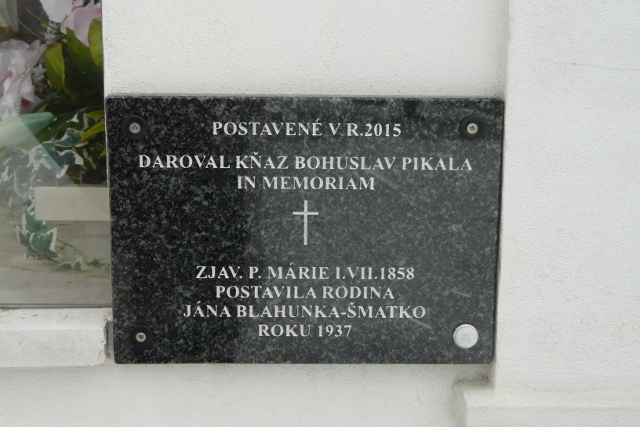 POSTAVENÉ V R.2015
DAROVAL KŇAZ BOHUSLAV PIKALA
IN MEMORIAM
ZJAV. P. MÁRIE I.VII.1858
POSTAVILA RODINA
JÁNA BLAHUNKA-ŠMATKO
ROKU 1937